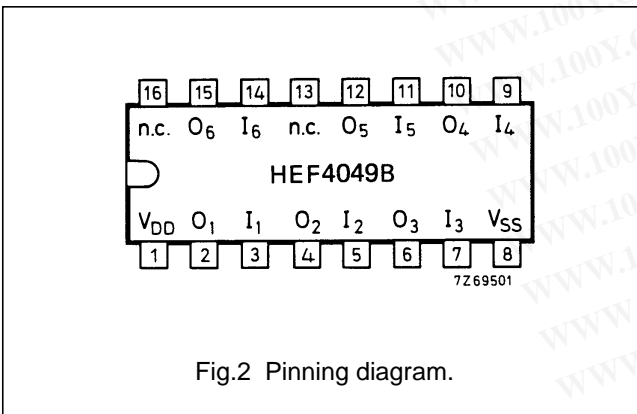 16 15 14 13 12 11 10 9
n.c. O6 I6 n.c. O5 I5 O4 I4
HEF4049B
VDD O1 I1 O2 I2 O3 I3 VSS
1 2 3 4 5 6 7 8
7Z69501
Fig.2 Pinning diagram.